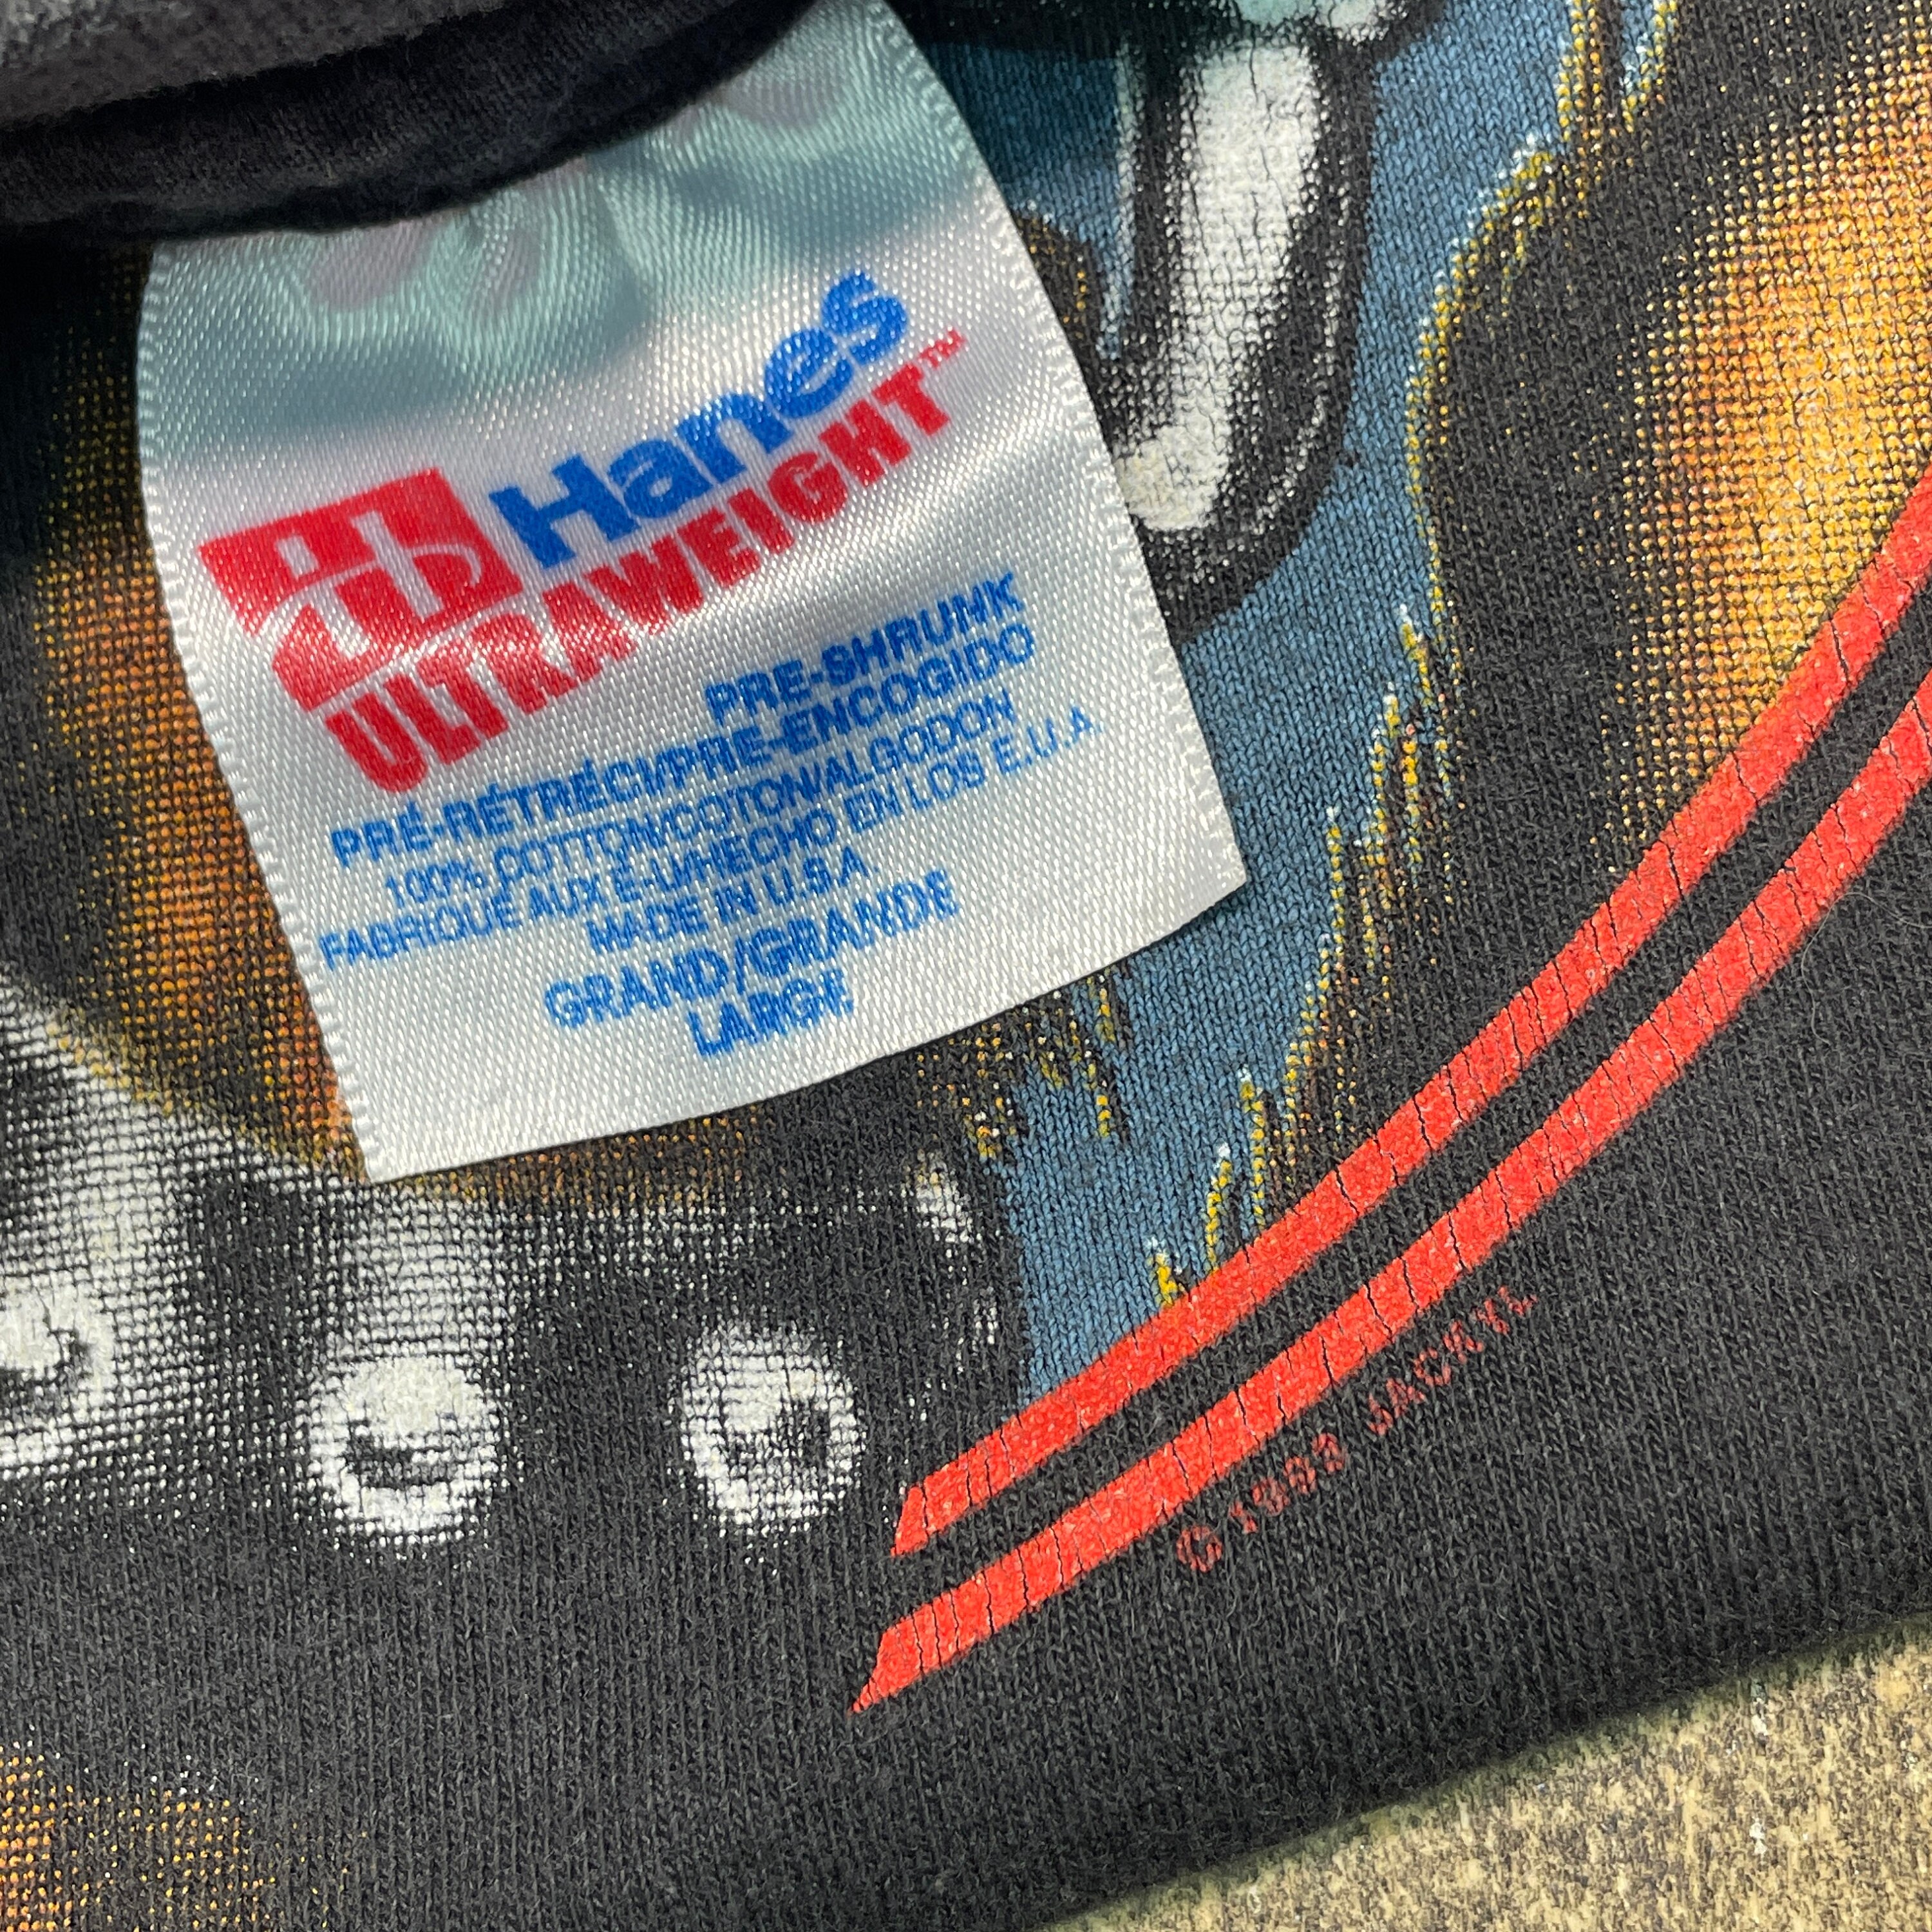 Hanes
ULTRAWEIGHT™
PRE-SHRUNK
PRÉ-RÉTRÉCI/PRE-ENCOGIDO
100% COTTON/COTON/ALGODON
FABRIQUE AUX E-U/HECHO EN LOS E.U.A.
MADE IN U.S.A
GRAND/GRANDE
LARGE
© 1993 JACKYL